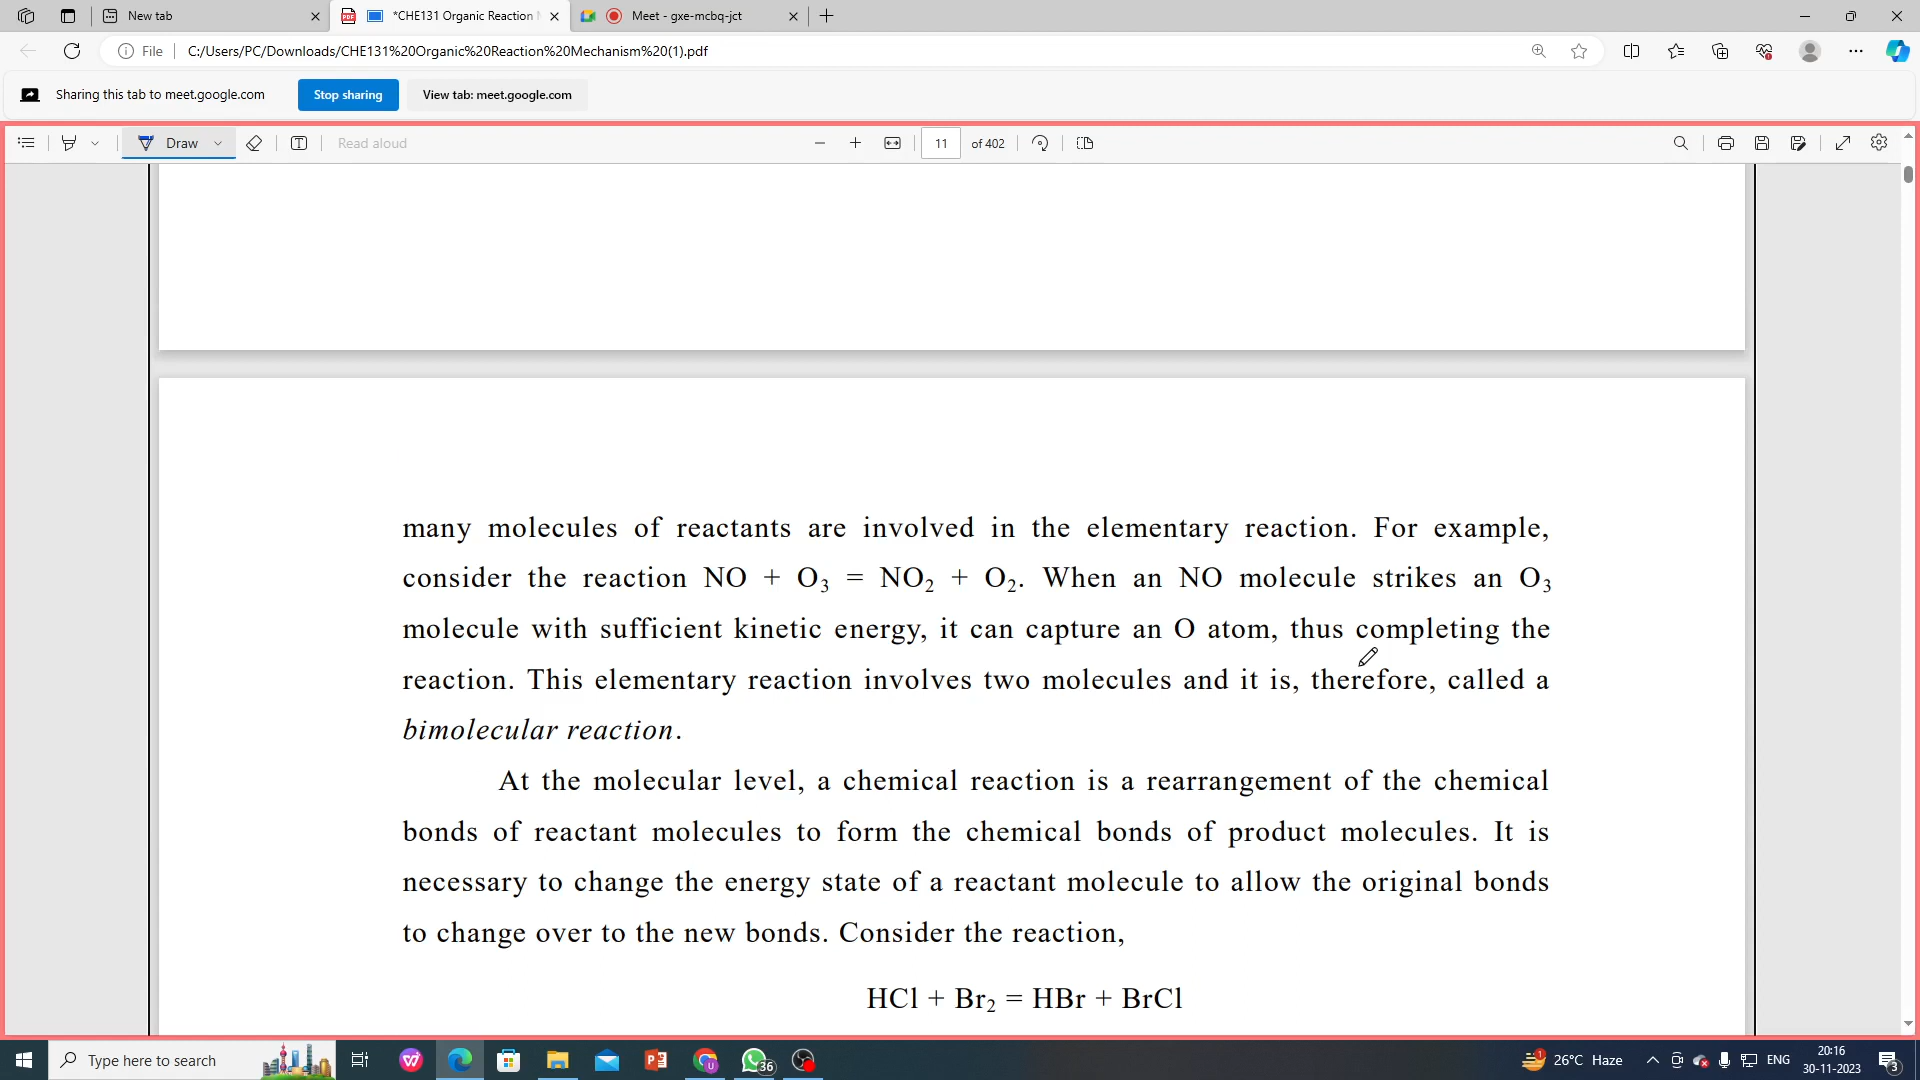 New tab
*CHE131 Organic Reaction
Meet - gxe-mcbq-jct
File
C:/Users/PC/Downloads/CHE131%20Organic%20Reaction%20Mechanism%20(1).pdf
Sharing this tab to meet.google.com
Stop sharing
View tab: meet.google.com
Draw
Read aloud
11
of 402
many molecules of reactants are involved in the elementary reaction. For example,
consider the reaction NO + O₃ = NO₂ + O₂. When an NO molecule strikes an O₃
molecule with sufficient kinetic energy, it can capture an O atom, thus completing the
reaction. This elementary reaction involves two molecules and it is, therefore, called a
bimolecular reaction.
At the molecular level, a chemical reaction is a rearrangement of the chemical
bonds of reactant molecules to form the chemical bonds of product molecules. It is
necessary to change the energy state of a reactant molecule to allow the original bonds
to change over to the new bonds. Consider the reaction,
HCl + Br₂ = HBr + BrCl
Type here to search
36
26°C Haze
ENG
20:16
30-11-2023
3